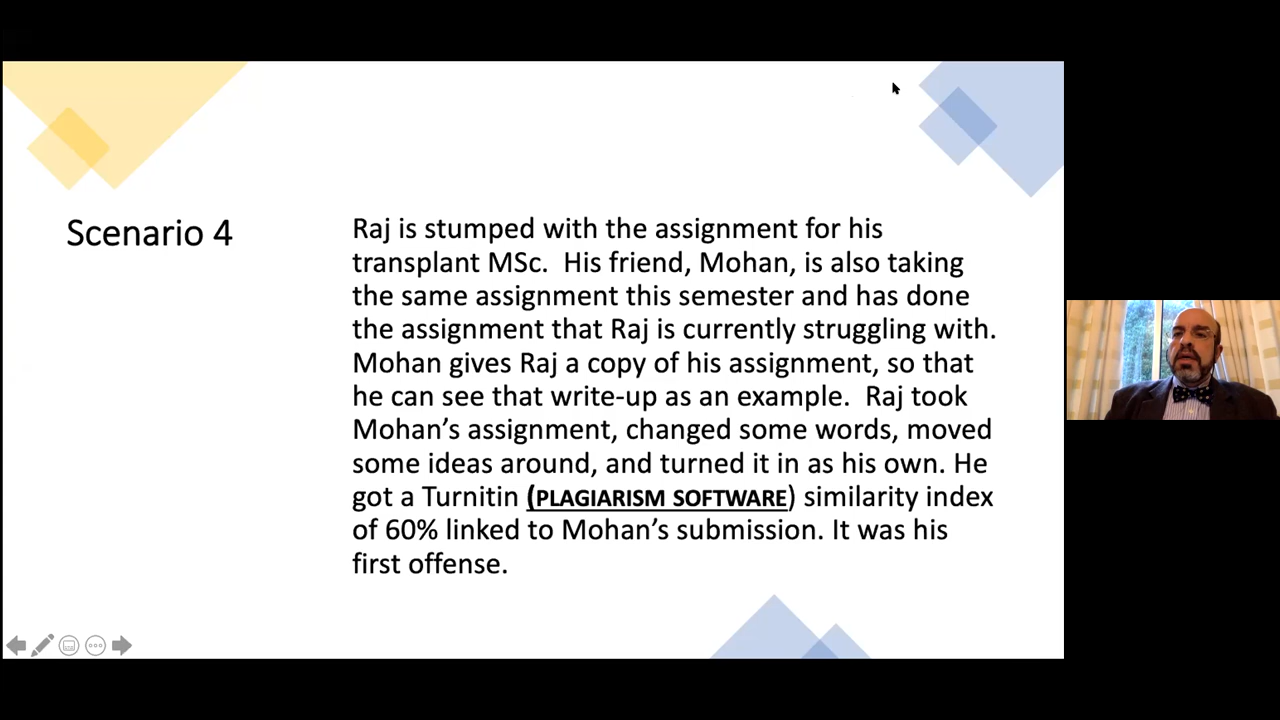 Scenario 4
Raj is stumped with the assignment for his
transplant MSc.  His friend, Mohan, is also taking
the same assignment this semester and has done
the assignment that Raj is currently struggling with.
Mohan gives Raj a copy of his assignment, so that
he can see that write-up as an example.  Raj took
Mohan’s assignment, changed some words, moved
some ideas around, and turned it in as his own. He
got a Turnitin (PLAGIARISM SOFTWARE) similarity index
of 60% linked to Mohan’s submission. It was his
first offense.